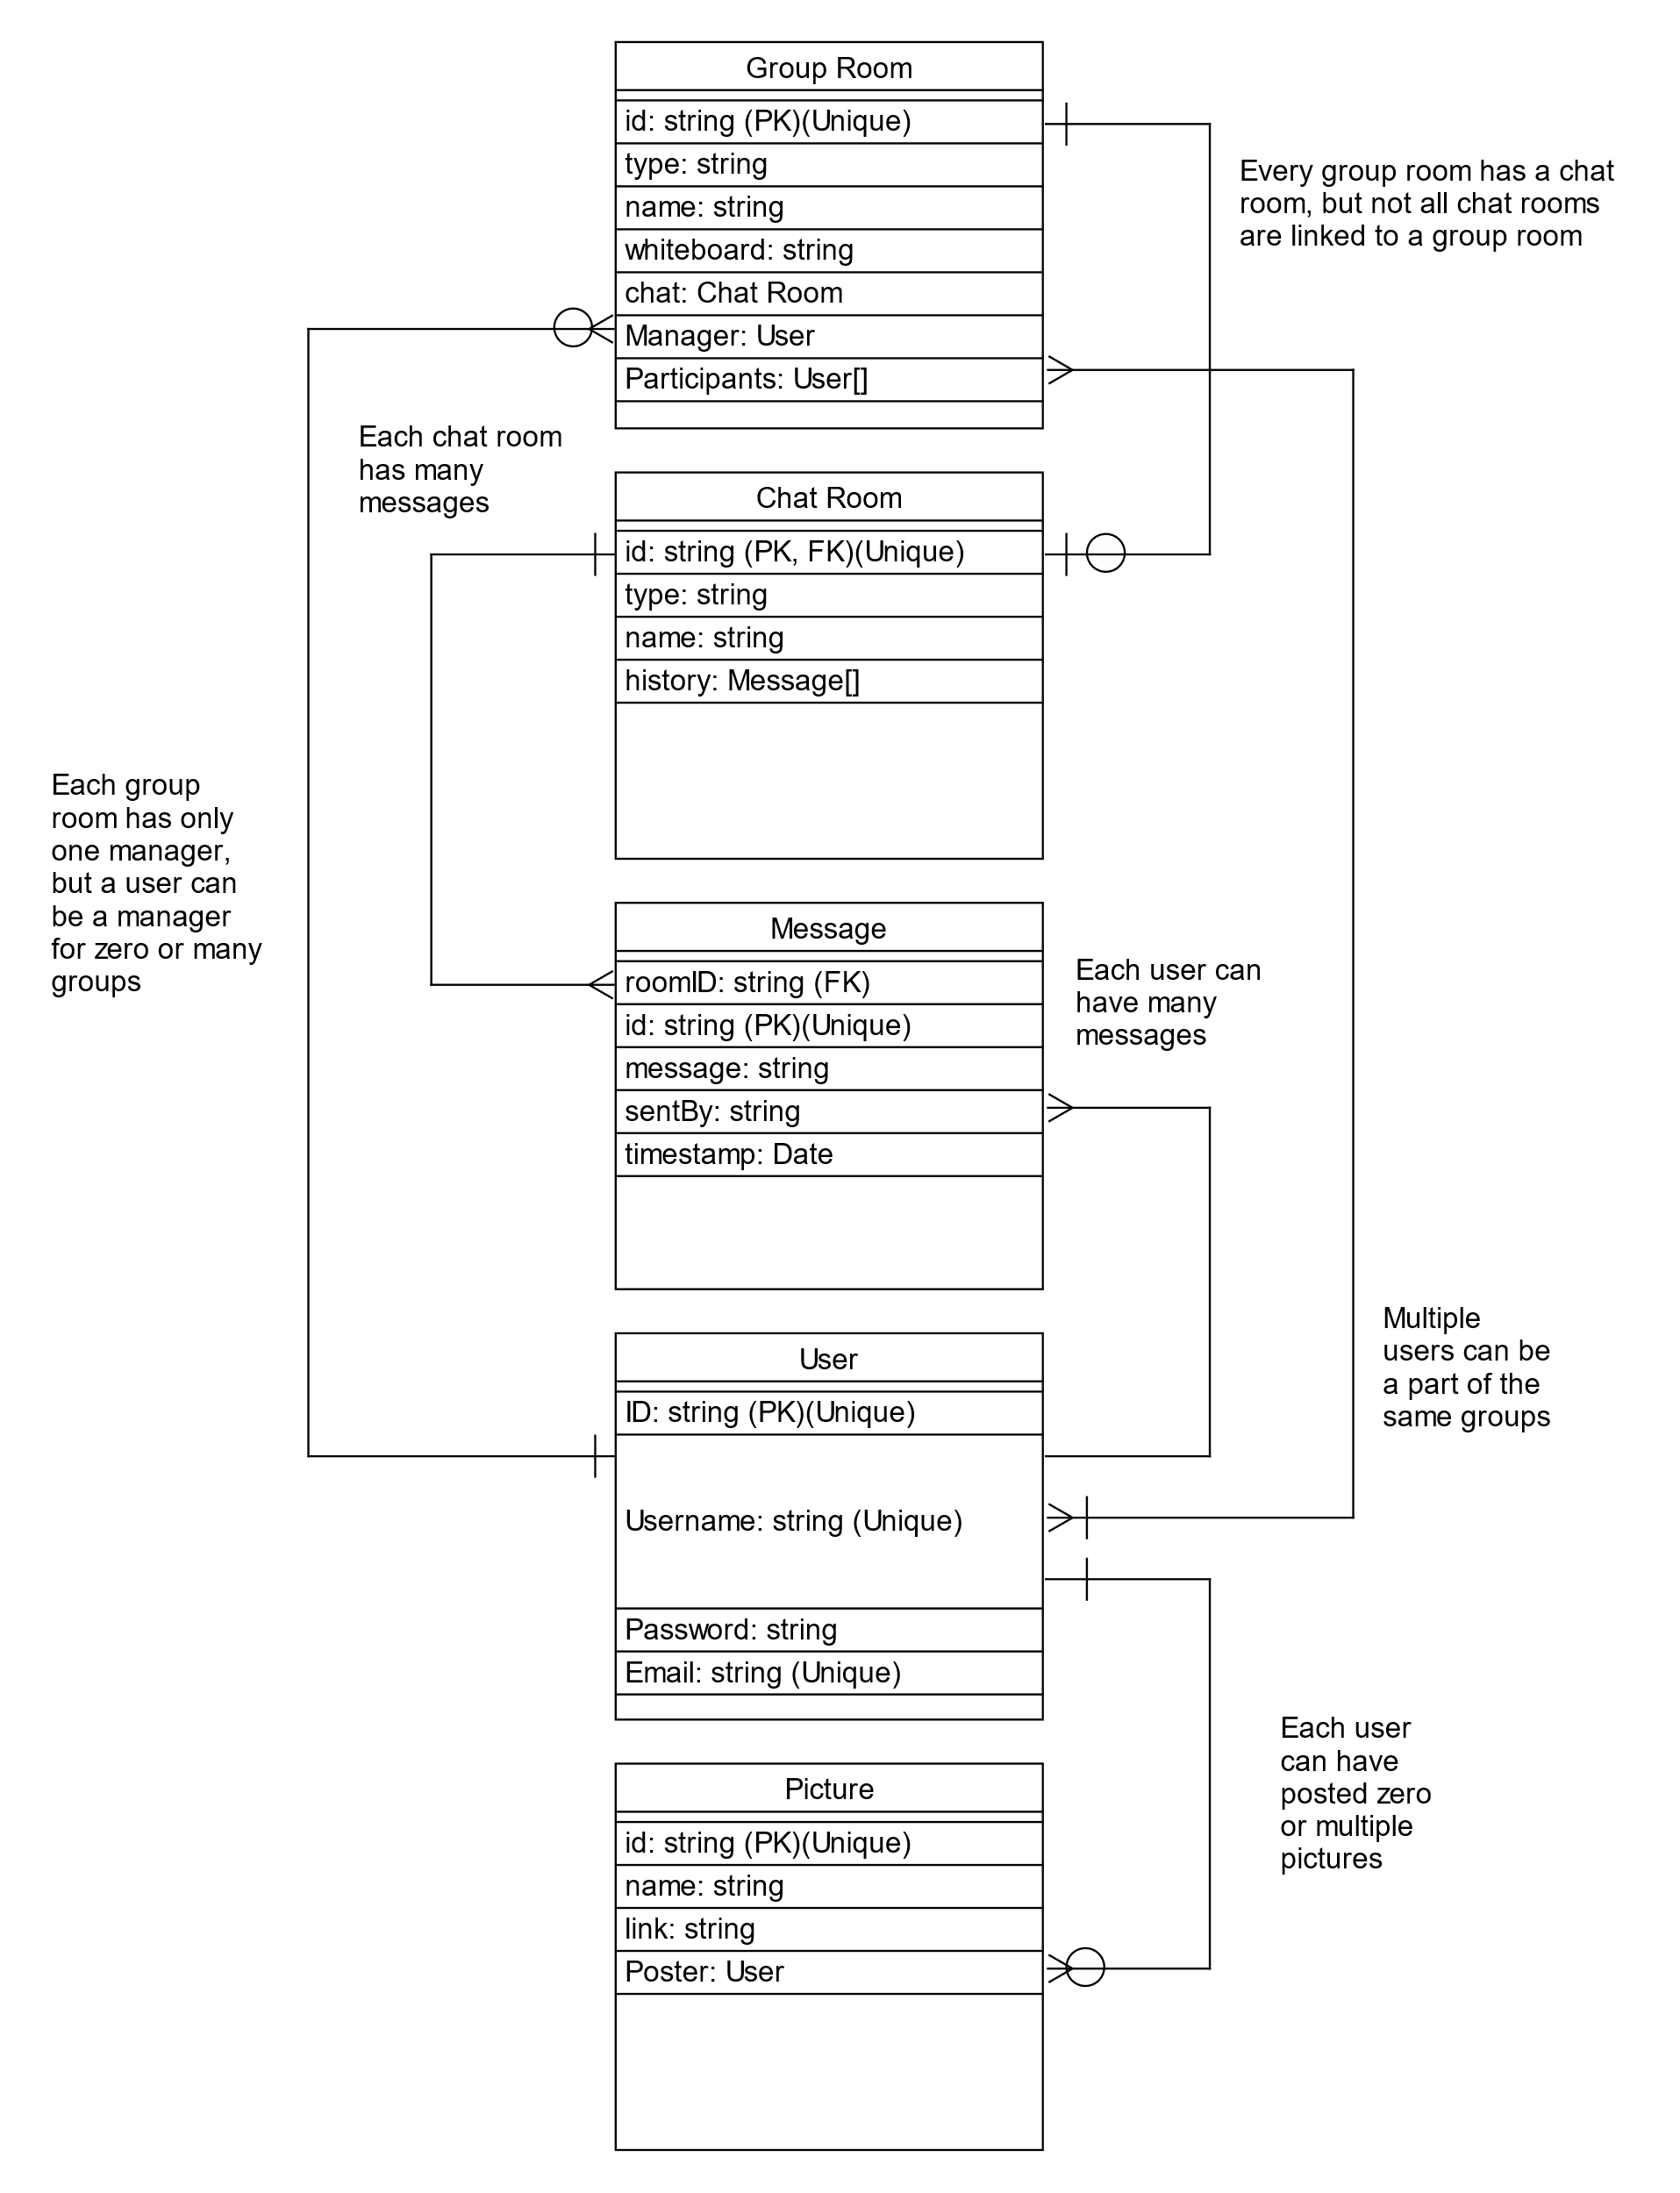 Group Room
id: string (PK)(Unique)
type: string
name: string
whiteboard: string
chat: Chat Room
Manager: User
Participants: User[]
Every group room has a chat
room, but not all chat rooms
are linked to a group room
Each chat room
has many
messages
Chat Room
id: string (PK, FK)(Unique)
type: string
name: string
history: Message[]
Each group
room has only
one manager,
but a user can
be a manager
for zero or many
groups
Message
roomID: string (FK)
id: string (PK)(Unique)
message: string
sentBy: string
timestamp: Date
Each user can
have many
messages
User
ID: string (PK)(Unique)
Username: string (Unique)
Password: string
Email: string (Unique)
Multiple
users can be
a part of the
same groups
Picture
id: string (PK)(Unique)
name: string
link: string
Poster: User
Each user
can have
posted zero
or multiple
pictures